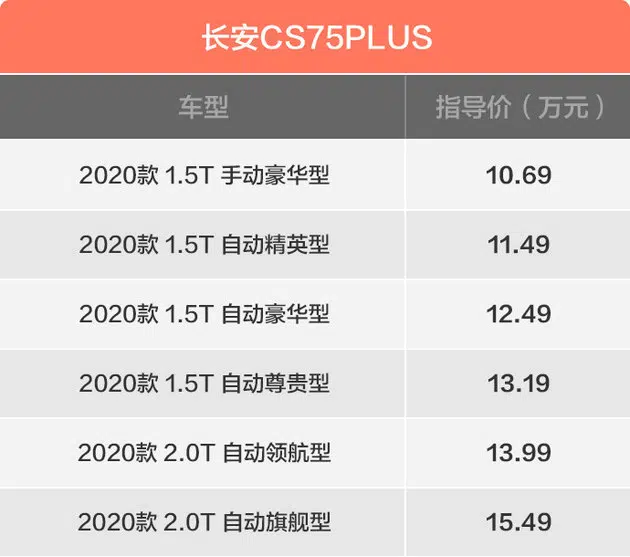 长安CS75PLUS
车型 指导价（万元）
2020款 1.5T 手动豪华型 10.69
2020款 1.5T 自动精英型 11.49
2020款 1.5T 自动豪华型 12.49
2020款 1.5T 自动尊贵型 13.19
2020款 2.0T 自动领航型 13.99
2020款 2.0T 自动旗舰型 15.49